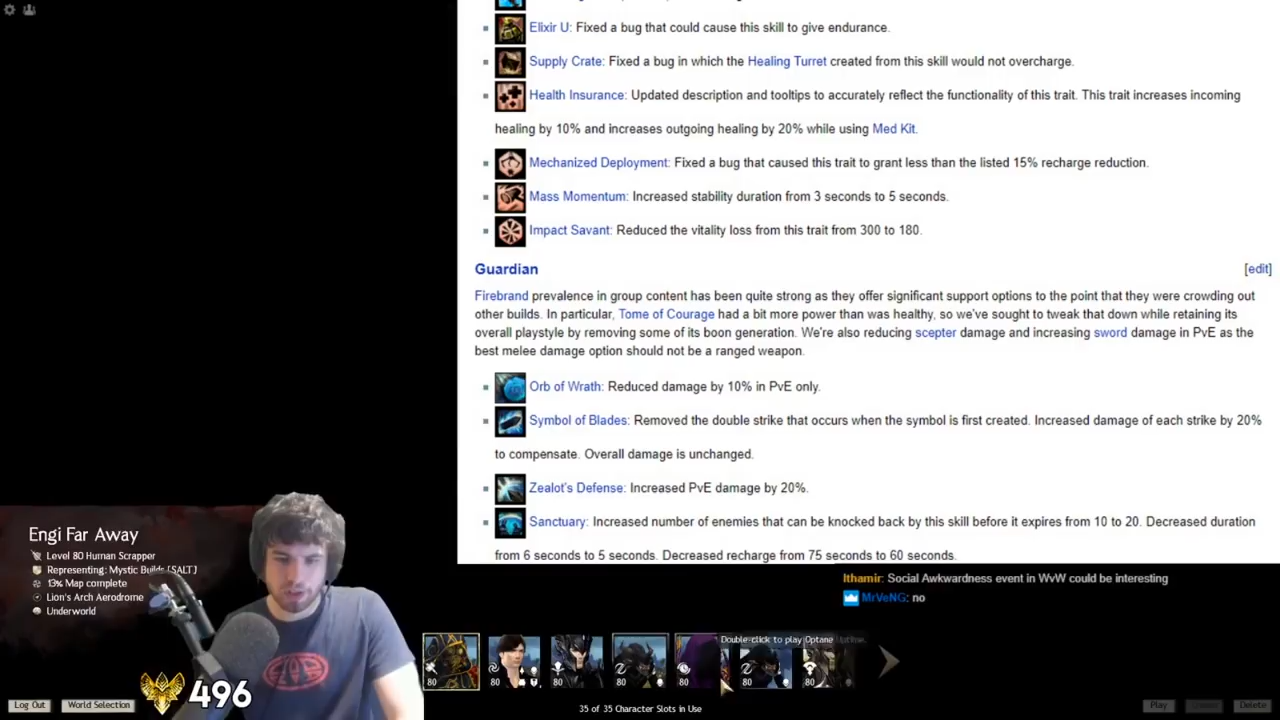 Elixir U: Fixed a bug that could cause this skill to give endurance.
Supply Crate: Fixed a bug in which the Healing Turret created from this skill would not overcharge.
Health Insurance: Updated description and tooltips to accurately reflect the functionality of this trait. This trait increases incoming
healing by 10% and increases outgoing healing by 20% while using Med Kit.
Mechanized Deployment: Fixed a bug that caused this trait to grant less than the listed 15% recharge reduction.
Mass Momentum: Increased stability duration from 3 seconds to 5 seconds.
Impact Savant: Reduced the vitality loss from this trait from 300 to 180.
Guardian [edit]
Firebrand prevalence in group content has been quite strong as they offer significant support options to the point that they were crowding out
other builds. In particular, Tome of Courage had a bit more power than was healthy, so we've sought to tweak that down while retaining its
overall playstyle by removing some of its boon generation. We're also reducing scepter damage and increasing sword damage in PvE as the
best melee damage option should not be a ranged weapon.
Orb of Wrath: Reduced damage by 10% in PvE only.
Symbol of Blades: Removed the double strike that occurs when the symbol is first created. Increased damage of each strike by 20%
to compensate. Overall damage is unchanged.
Zealot's Defense: Increased PvE damage by 20%.
Sanctuary: Increased number of enemies that can be knocked back by this skill before it expires from 10 to 20. Decreased duration
from 6 seconds to 5 seconds. Decreased recharge from 75 seconds to 60 seconds.
Engi Far Away
Level 80 Human Scrapper
Representing: Mystic Builds [SALT]
13% Map complete
Lion's Arch Aerodrome
Underworld
Ithamir: Social Awkwardness event in WvW could be interesting
MrVeNG: no
Double-click to play Optane Uptime.
80 80 80 80 80 80 80
496
Log Out World Selection
35 of 35 Character Slots in Use
Play Delete